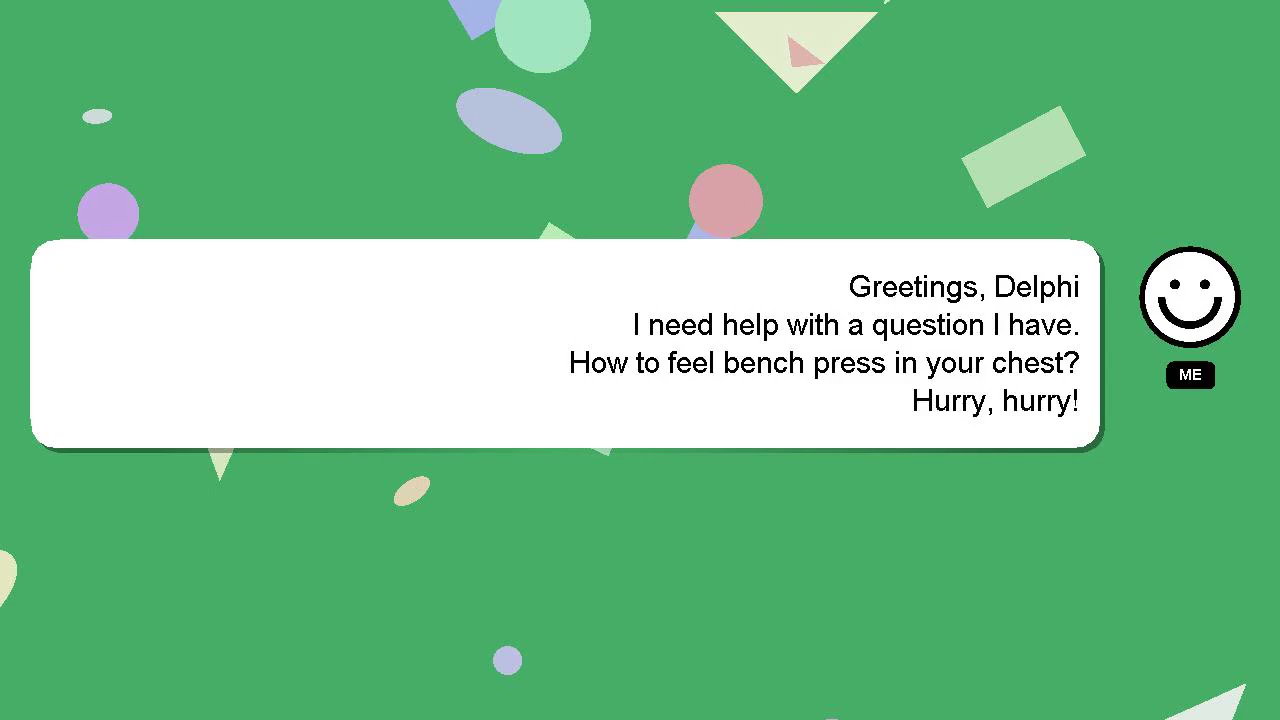 Greetings, Delphi
I need help with a question I have.
How to feel bench press in your chest?
Hurry, hurry!
ME